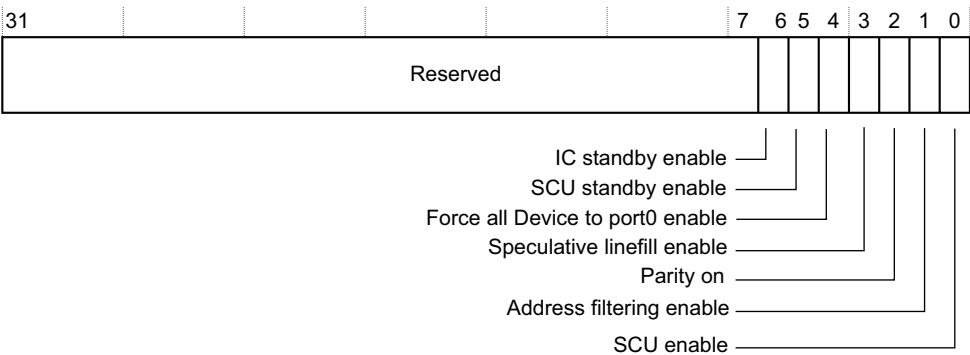 31 7 6 5 4 3 2 1 0
Reserved
IC standby enable
SCU standby enable
Force all Device to port0 enable
Speculative linefill enable
Parity on
Address filtering enable
SCU enable